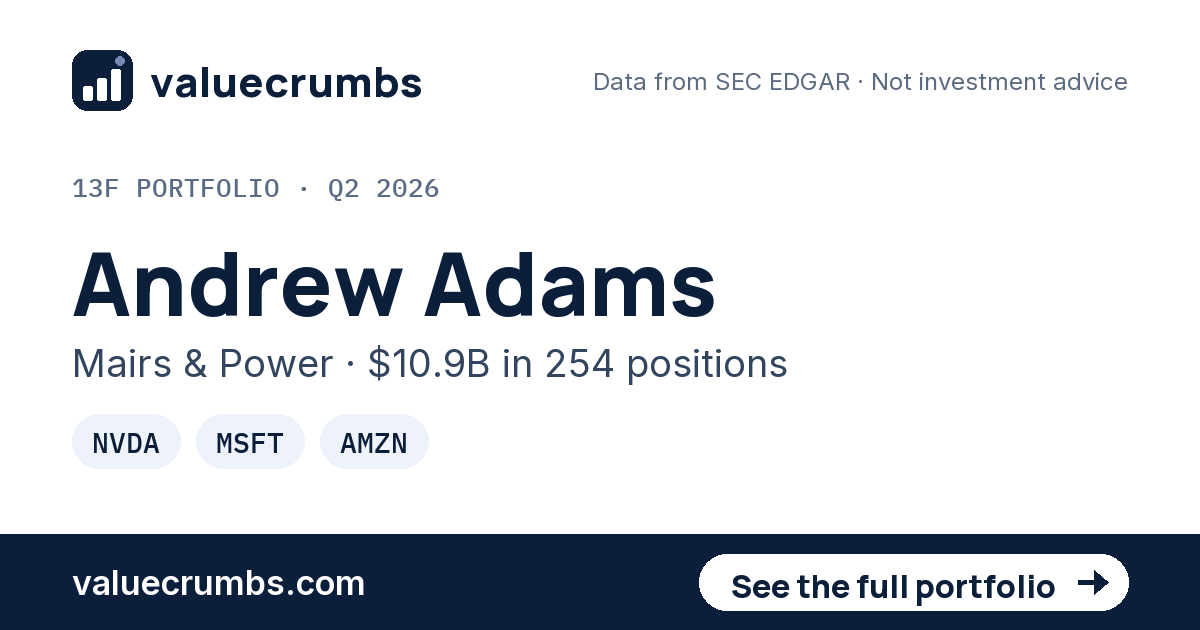 valuecrumbs
Data from SEC EDGAR · Not investment advice
13F PORTFOLIO · Q2 2026
Andrew Adams
Mairs & Power · $10.9B in 254 positions
NVDA MSFT AMZN
valuecrumbs.com
See the full portfolio →